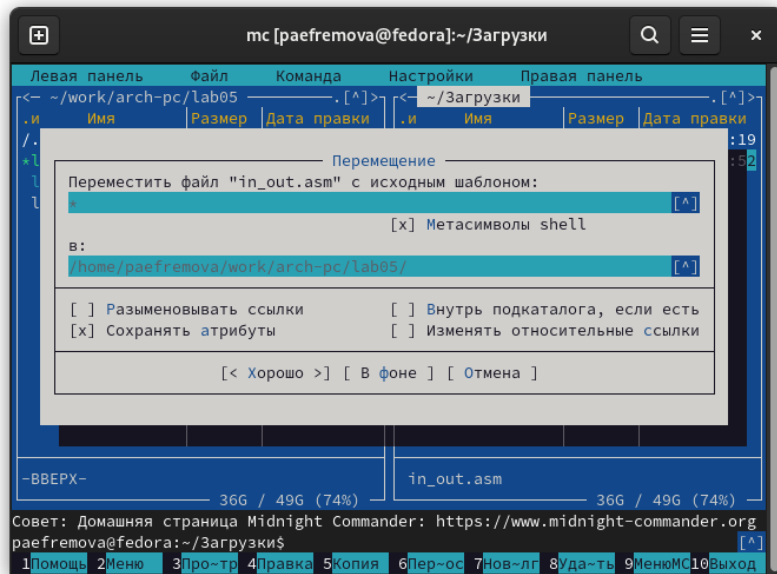 mc [paefremova@fedora]:~/Загрузки
Левая панель Файл Команда Настройки Правая панель
<— ~/work/arch-pc/lab05 .[^]> <— ~/Загрузки .[^]>
.и Имя Размер Дата правки .и Имя Размер Дата правки
/. :19
*l :52
l
l
Перемещение
Переместить файл "in_out.asm" с исходным шаблоном:
* [^]
[x] Метасимволы shell
в:
/home/paefremova/work/arch-pc/lab05/ [^]
[ ] Разыменовывать ссылки [ ] Внутрь подкаталога, если есть
[x] Сохранять атрибуты [ ] Изменять относительные ссылки
[< Хорошо >] [ В фоне ] [ Отмена ]
-ВВЕРХ- in_out.asm
36G / 49G (74%) 36G / 49G (74%)
Совет: Домашняя страница Midnight Commander: https://www.midnight-commander.org
paefremova@fedora:~/Загрузки$ [^]
1Помощь 2Меню 3Про~тр 4Правка 5Копия 6Пер~ос 7Нов~лг 8Уда~ть 9МенюMC 10Выход